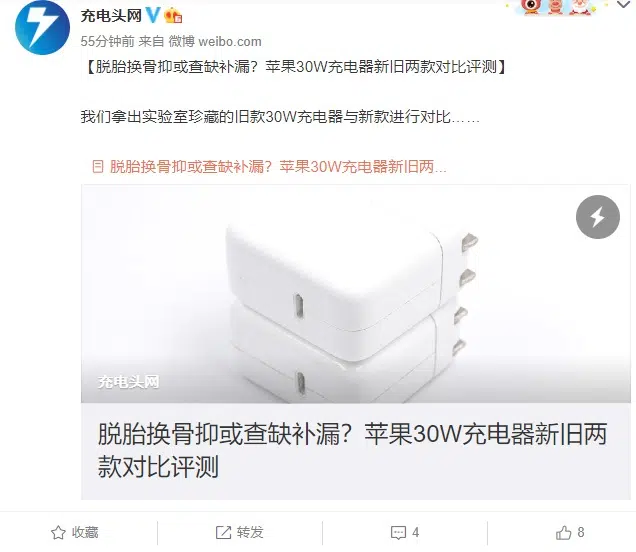 充电头网
55分钟前 来自 微博 weibo.com
【脱胎换骨抑或查缺补漏？苹果30W充电器新旧两款对比评测】
我们拿出实验室珍藏的旧款30W充电器与新款进行对比……
脱胎换骨抑或查缺补漏？苹果30W充电器新旧两...
充电头网
脱胎换骨抑或查缺补漏？苹果30W充电器新旧两
款对比评测
收藏 转发 4 8